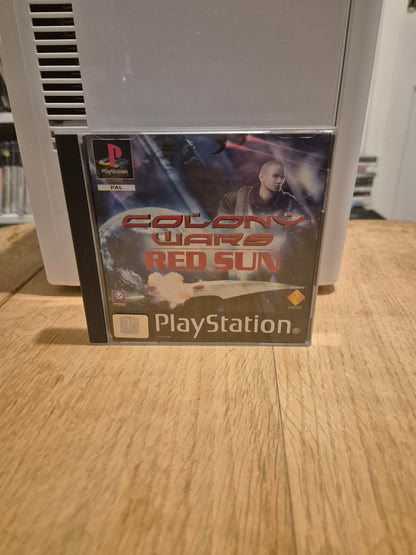 PlayStation
PAL
COLONY
WARS
RED SUN
PlayStation®